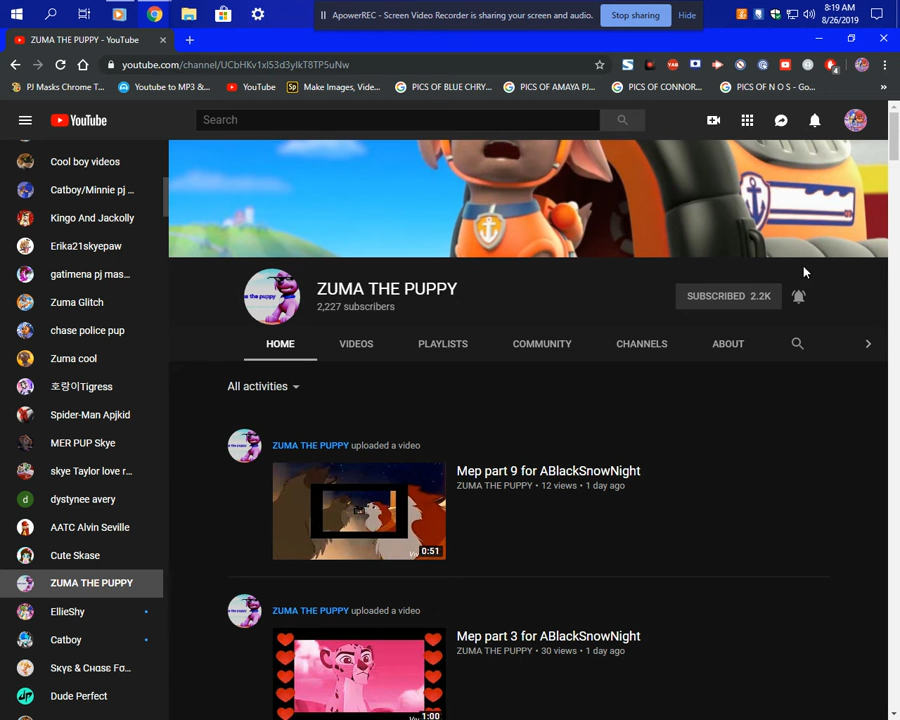 ApowerREC - Screen Video Recorder is sharing your screen and audio. Stop sharing Hide
8:19 AM
8/26/2019
ZUMA THE PUPPY - YouTube
youtube.com/channel/UCbHKv1xl53d3yIkT8TP5uNw
PJ Masks Chrome T...
Youtube to MP3 &...
YouTube
Make Images, Vide...
PICS OF BLUE CHRY...
PICS OF AMAYA PJ...
PICS OF CONNOR...
PICS OF N O S - Go...
YouTube
Search
Cool boy videos
Catboy/Minnie pj ...
Kingo And Jackolly
Erika21skyepaw
gatimena pj mas...
Zuma Glitch
chase police pup
Zuma cool
호랑이Tigress
Spider-Man Apjkid
MER PUP Skye
skye Taylor love r...
dystynee avery
AATC Alvin Seville
Cute Skase
ZUMA THE PUPPY
EllieShy
Catboy
Sƙყε & Cɦαsε Fσ...
Dude Perfect
ZUMA THE PUPPY
2,227 subscribers
SUBSCRIBED 2.2K
HOME VIDEOS PLAYLISTS COMMUNITY CHANNELS ABOUT
All activities
ZUMA THE PUPPY uploaded a video
Mep part 9 for ABlackSnowNight
ZUMA THE PUPPY • 12 views • 1 day ago
0:51
ZUMA THE PUPPY uploaded a video
Mep part 3 for ABlackSnowNight
ZUMA THE PUPPY • 30 views • 1 day ago
1:00